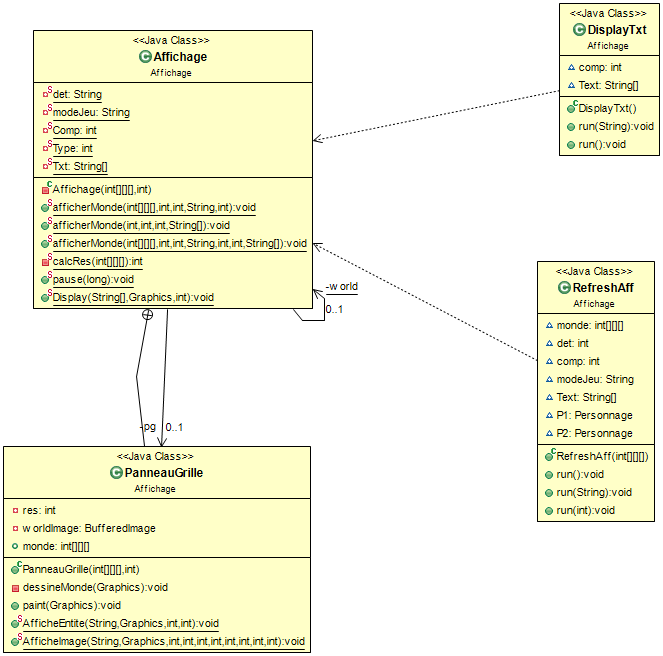 <<Java Class>>
Affichage
Affichage
det: String
modeJeu: String
Comp: int
Type: int
Txt: String[]
Affichage(int[][][],int)
afficherMonde(int[][][],int,int,String,int):void
afficherMonde(int,int,int,String[]):void
afficherMonde(int[][][],int,int,String,int,int,String[]):void
calcRes(int[][][]):int
pause(long):void
Display(String[],Graphics,int):void
<<Java Class>>
DisplayTxt
Affichage
comp: int
Text: String[]
DisplayTxt()
run(String):void
run():void
-world
0..1
<<Java Class>>
RefreshAff
Affichage
monde: int[][][]
det: int
comp: int
modeJeu: String
Text: String[]
P1: Personnage
P2: Personnage
RefreshAff(int[][][])
run():void
run(String):void
run(int):void
-pg 0..1
<<Java Class>>
PanneauGrille
Affichage
res: int
worldImage: BufferedImage
monde: int[][][]
PanneauGrille(int[][][],int)
dessineMonde(Graphics):void
paint(Graphics):void
AfficheEntite(String,Graphics,int,int):void
AfficheImage(String,Graphics,int,int,int,int,int,int,int,int):void